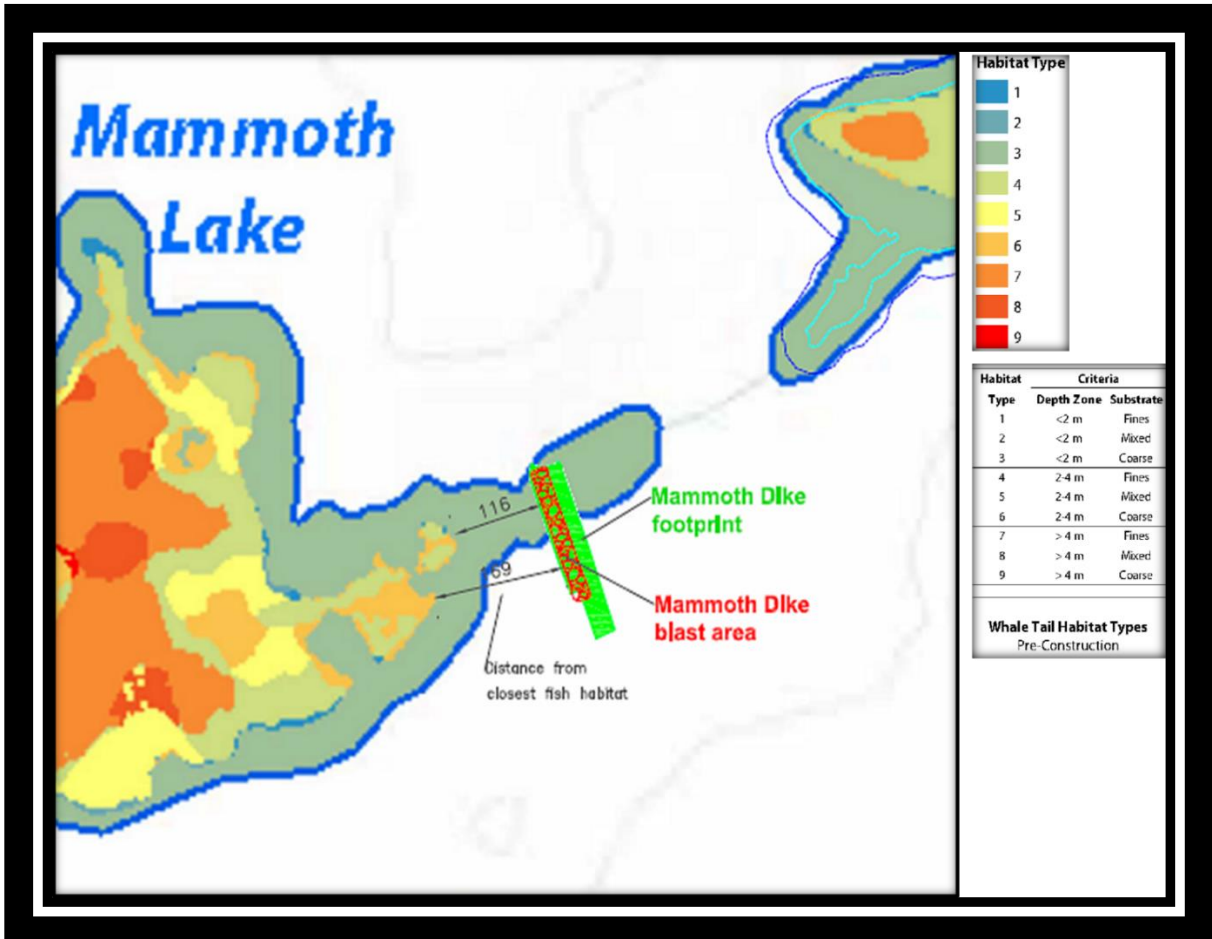 Mammoth
Lake
116
169
Mammoth Dike
footprint
Mammoth Dike
blast area
Distance from
closest fish habitat
Habitat Type
1
2
3
4
5
6
7
8
9
Habitat Criteria
Type Depth Zone Substrate
1 <2 m Fines
2 <2 m Mixed
3 <2 m Coarse
4 2-4 m Fines
5 2-4 m Mixed
6 2-4 m Coarse
7 > 4 m Fines
8 > 4 m Mixed
9 > 4 m Coarse
Whale Tail Habitat Types
Pre-Construction